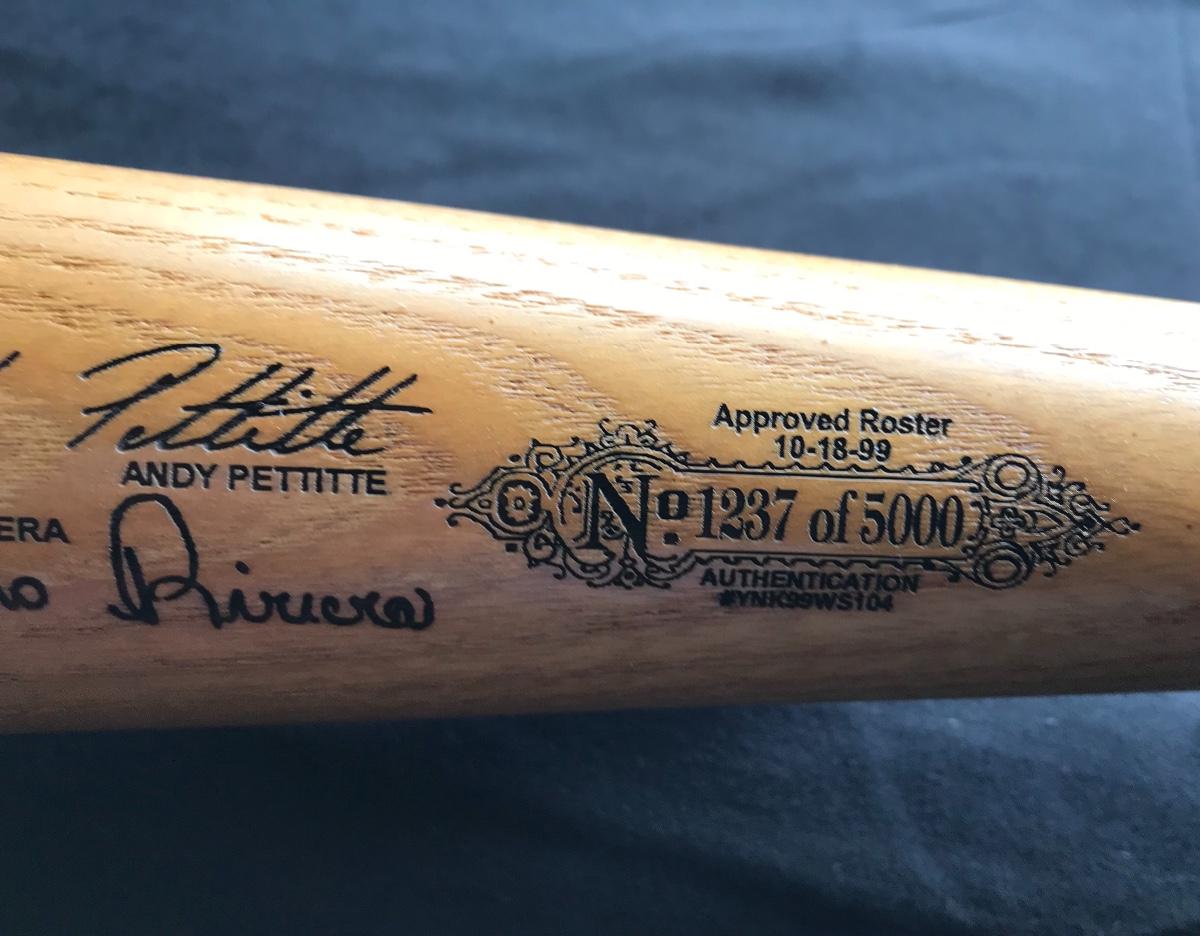 Pettitte
ANDY PETTITTE
ERA
Rivera
Approved Roster
10-18-99
No. 1237 of 5000
AUTHENTICATION
#YNK99WS104